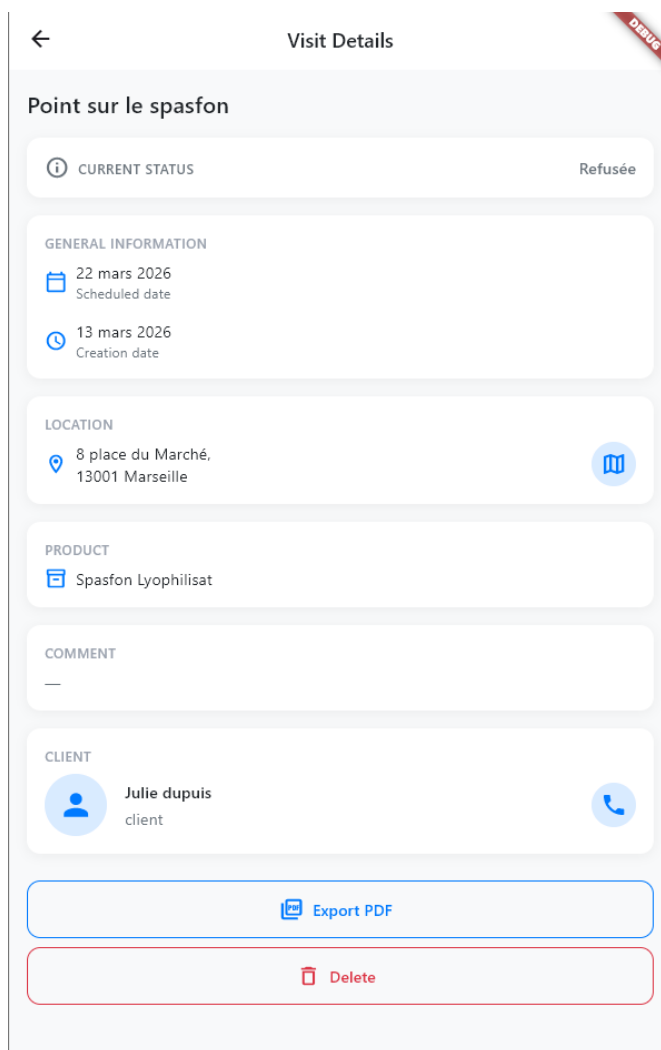 Visit Details
DEBUG
Point sur le spasfon
CURRENT STATUS
Refusée
GENERAL INFORMATION
22 mars 2026
Scheduled date
13 mars 2026
Creation date
LOCATION
8 place du Marché,
13001 Marseille
PRODUCT
Spasfon Lyophilisat
COMMENT
—
CLIENT
Julie dupuis
client
PDF
Export PDF
Delete